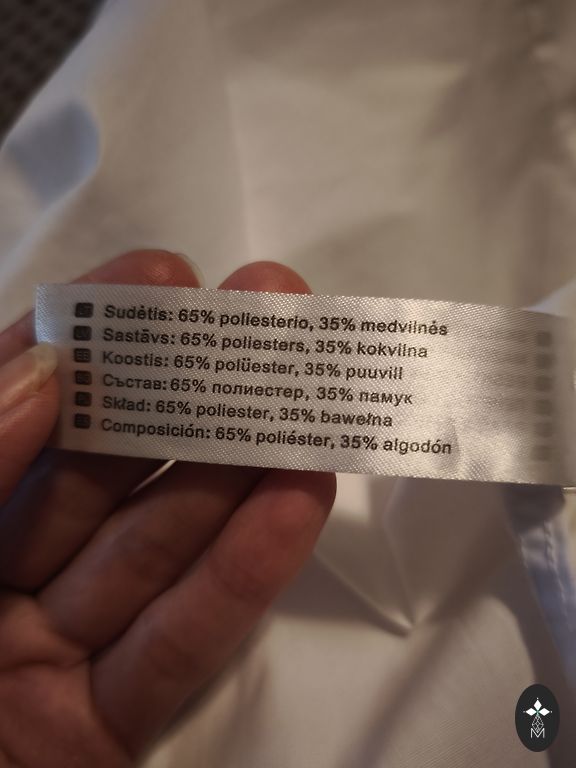 Sudėtis: 65% poliesterio, 35% medvilnės
Sastāvs: 65% poliesters, 35% kokvilna
Koostis: 65% polüester, 35% puuvill
Състав: 65% полиестер, 35% памук
Skład: 65% poliester, 35% bawełna
Composición: 65% poliéster, 35% algodón
M